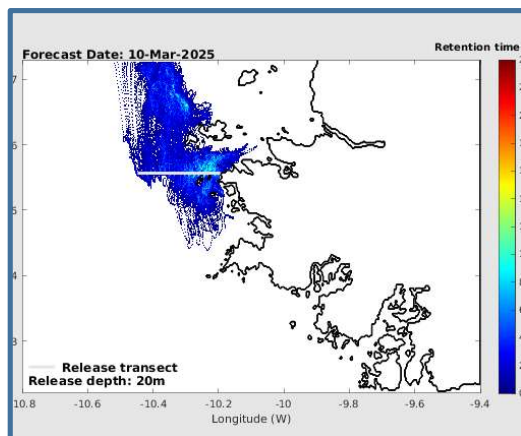 Forecast Date: 10-Mar-2025
Retention time
7
6
5
4
3
Release transect
Release depth: 20m
10.8 -10.6 -10.4 -10.2 -10 -9.8 -9.6 -9.4
Longitude (W)